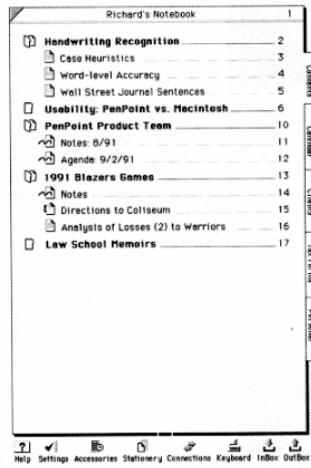 Richard's Notebook 1
Handwriting Recognition 2
Case Heuristics 3
Word-level Accuracy 4
Wall Street Journal Sentences 5
Usability: PenPoint vs. Macintosh 6
PenPoint Product Team 10
Notes: 8/91 11
Agenda: 9/2/91 12
1991 Blazers Games 13
Notes 14
Directions to Coliseum 15
Analysis of Losses (2) to Warriors 16
Law School Memoirs 17
Contents
Calendar
Clients
Help Settings Accessories Stationery Connections Keyboard InBox OutBox